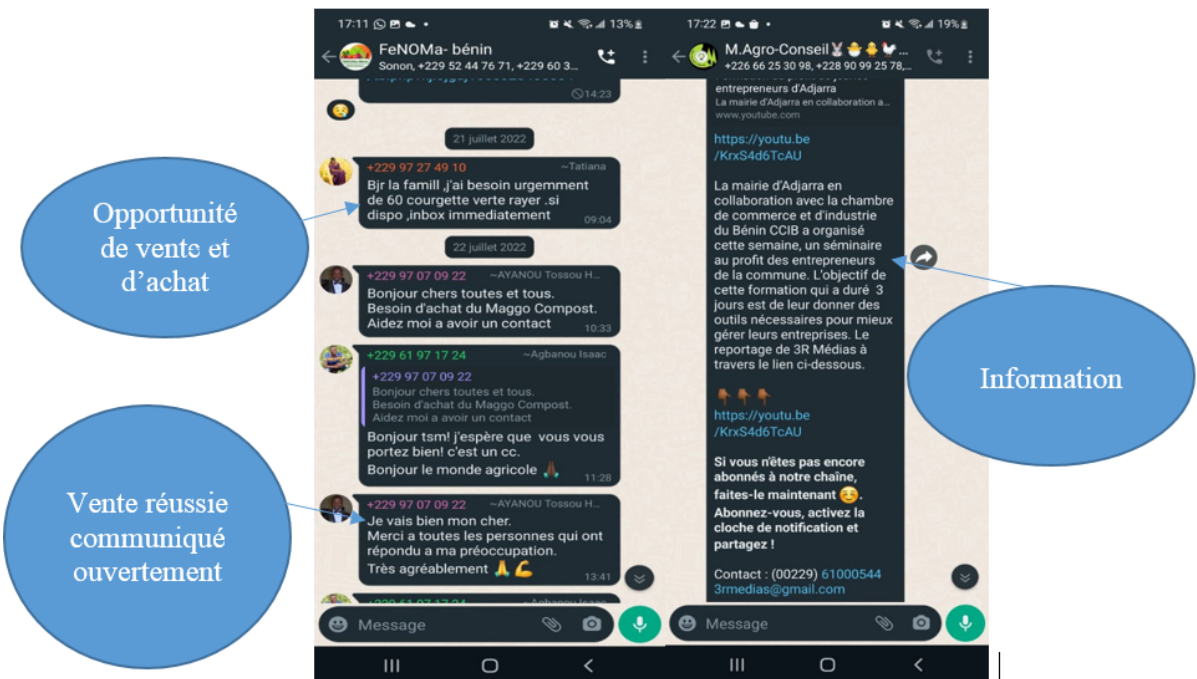 17:11
13%
FeNOMa- bénin
Sonon, +229 52 44 76 71, +229 60 3...
14:23
21 juillet 2022
+229 97 27 49 10
~Tatiana
Bjr la famill ,j'ai besoin urgemment
de 60 courgette verte rayer .si
dispo ,inbox immediatement
09:04
22 juillet 2022
+229 97 07 09 22
~AYANOU Tossou H...
Bonjour chers toutes et tous.
Besoin d'achat du Maggo Compost.
Aidez moi a avoir un contact
10:33
+229 61 97 17 24
~Agbanou Isaac
+229 97 07 09 22
Bonjour chers toutes et tous.
Besoin d'achat du Maggo Compost.
Aidez moi a avoir un contact
Bonjour tsm! j'espère que vous vous
portez bien! c'est un cc.
Bonjour le monde agricole 🙏🏿
11:28
+229 97 07 09 22
~AYANOU Tossou H...
Je vais bien mon cher.
Merci a toutes les personnes qui ont
répondu a ma préoccupation.
Très agréablement 🙏💪
13:41
+229 61 97 17 24
~Agbanou Isaac
Message
Opportunité
de vente et
d'achat
Vente réussie
communiqué
ouvertement
17:22
19%
M.Agro-Conseil🐰🐣🐥🐓...
+226 66 25 30 98, +228 90 99 25 78,...
entrepreneurs d'Adjarra
La mairie d'Adjarra en collaboration a...
www.youtube.com
https://youtu.be
/KrxS4d6TcAU
La mairie d'Adjarra en
collaboration avec la chambre
de commerce et d'industrie
du Bénin CCIB a organisé
cette semaine, un séminaire
au profit des entrepreneurs
de la commune. L'objectif de
cette formation qui a duré 3
jours est de leur donner des
outils nécessaires pour mieux
gérer leurs entreprises. Le
reportage de 3R Médias à
travers le lien ci-dessous.
👇🏾👇🏾👇🏾
https://youtu.be
/KrxS4d6TcAU
Si vous n'êtes pas encore
abonnés à notre chaîne,
faites-le maintenant ☺️.
Abonnez-vous, activez la
cloche de notification et
partagez !
Contact : (00229) 61000544
3rmedias@gmail.com
Message
Information